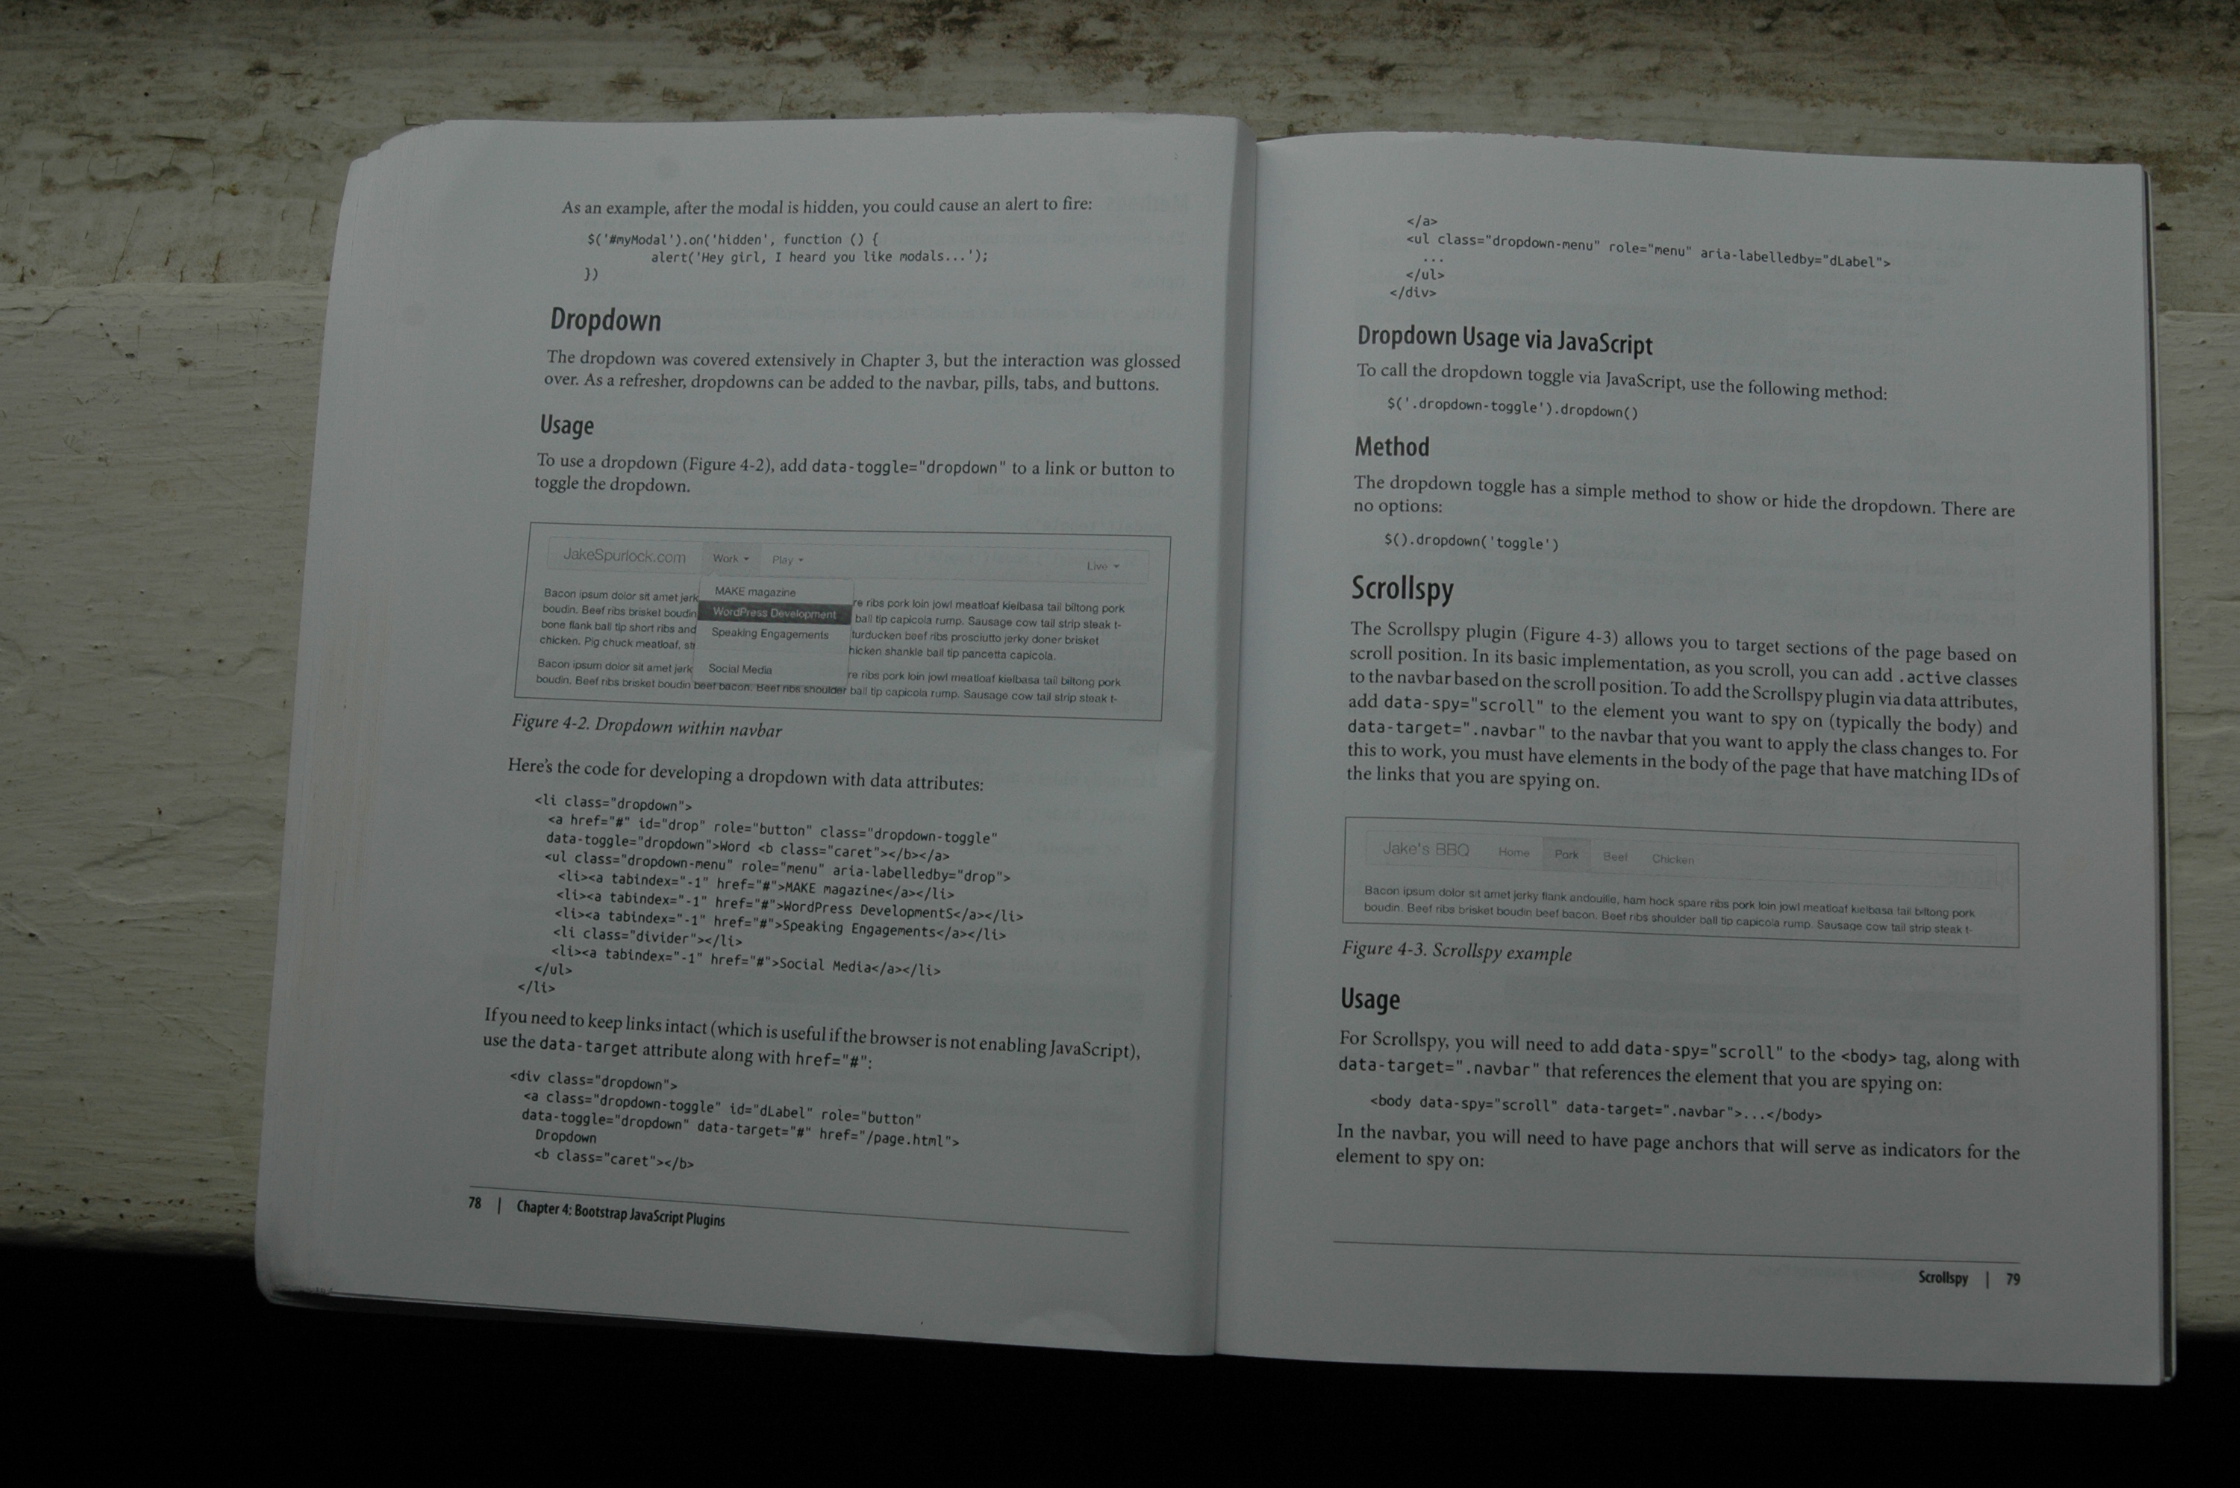 As an example, after the modal is hidden, you could cause an alert to fire:
$('#myModal').on('hidden', function () {
alert('Hey girl, I heard you like modals...');
})
Dropdown
The dropdown was covered extensively in Chapter 3, but the interaction was glossed
over. As a refresher, dropdowns can be added to the navbar, pills, tabs, and buttons.
Usage
To use a dropdown (Figure 4-2), add data-toggle="dropdown" to a link or button to
toggle the dropdown.
JakeSpurlock.com Work Play Live
MAKE magazine
WordPress Development
Speaking Engagements
Social Media
Bacon ipsum dolor sit amet jerk re ribs pork loin jowl meatloaf kielbasa tail biltong pork
boudin. Beef ribs brisket boudin ball tip capicola rump. Sausage cow tail strip steak t-
bone flank ball tip short ribs and turducken beef ribs prosciutto jerky doner brisket
chicken. Pig chuck meatloaf, str hicken shankle ball tip pancetta capicola.
Bacon ipsum dolor sit amet jerk re ribs pork loin jowl meatloaf kielbasa tail biltong pork
boudin. Beef ribs brisket boudin beef bacon. Beef ribs shoulder ball tip capicola rump. Sausage cow tail strip steak t-
Figure 4-2. Dropdown within navbar
Here's the code for developing a dropdown with data attributes:
<li class="dropdown">
<a href="#" id="drop" role="button" class="dropdown-toggle"
data-toggle="dropdown">Word <b class="caret"></b></a>
<ul class="dropdown-menu" role="menu" aria-labelledby="drop">
<li><a tabindex="-1" href="#">MAKE magazine</a></li>
<li><a tabindex="-1" href="#">WordPress DevelopmentS</a></li>
<li><a tabindex="-1" href="#">Speaking Engagements</a></li>
<li class="divider"></li>
<li><a tabindex="-1" href="#">Social Media</a></li>
</ul>
</li>
If you need to keep links intact (which is useful if the browser is not enabling JavaScript),
use the data-target attribute along with href="#":
<div class="dropdown">
<a class="dropdown-toggle" id="dLabel" role="button"
data-toggle="dropdown" data-target="#" href="/page.html">
Dropdown
<b class="caret"></b>
78 | Chapter 4: Bootstrap JavaScript Plugins
</a>
<ul class="dropdown-menu" role="menu" aria-labelledby="dLabel">
...
</ul>
</div>
Dropdown Usage via JavaScript
To call the dropdown toggle via JavaScript, use the following method:
$('.dropdown-toggle').dropdown()
Method
The dropdown toggle has a simple method to show or hide the dropdown. There are
no options:
$().dropdown('toggle')
Scrollspy
The Scrollspy plugin (Figure 4-3) allows you to target sections of the page based on
scroll position. In its basic implementation, as you scroll, you can add .active classes
to the navbar based on the scroll position. To add the Scrollspy plugin via data attributes,
add data-spy="scroll" to the element you want to spy on (typically the body) and
data-target=".navbar" to the navbar that you want to apply the class changes to. For
this to work, you must have elements in the body of the page that have matching IDs of
the links that you are spying on.
Jake's BBQ Home Pork Beef Chicken
Bacon ipsum dolor sit amet jerky flank andouille, ham hock spare ribs pork loin jowl meatloaf kielbasa tail biltong pork
boudin. Beef ribs brisket boudin beef bacon. Beef ribs shoulder ball tip capicola rump. Sausage cow tail strip steak t-
Figure 4-3. Scrollspy example
Usage
For Scrollspy, you will need to add data-spy="scroll" to the <body> tag, along with
data-target=".navbar" that references the element that you are spying on:
<body data-spy="scroll" data-target=".navbar">...</body>
In the navbar, you will need to have page anchors that will serve as indicators for the
element to spy on:
Scrollspy | 79